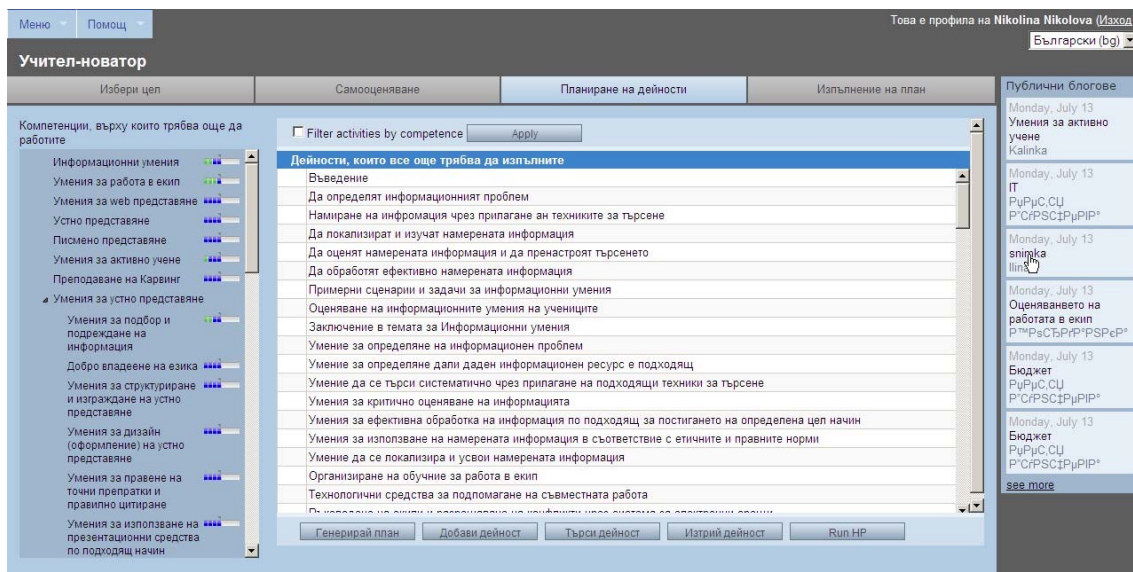 Меню
Помощ
Това е профила на Nikolina Nikolova (Изход
Български (bg)
Учител-новатор
Избери цел
Самооценяване
Планиране на дейности
Изпълнение на план
Компетенции, върху които трябва още да
работите
Информационни умения
Умения за работа в екип
Умения за web представяне
Устно представяне
Писмено представяне
Умения за активно учене
Преподаване на Карвинг
Умения за устно представяне
Умения за подбор и
подреждане на
информация
Добро владеене на езика
Умения за структуриране
и изграждане на устно
представяне
Умения за дизайн
(оформление) на устно
представяне
Умения за правене на
точни препратки и
правилно цитиране
Умения за използване на
презентационни средства
по подходящ начин
Filter activities by competence
Apply
Дейности, които все още трябва да изпълните
Въведение
Да определят информационният проблем
Намиране на инфромация чрез прилагане ан техниките за търсене
Да локализират и изучат намерената информация
Да оценят намерената информация и да пренастроят търсенето
Да обработят ефективно намерената информация
Примерни сценарии и задачи за информационни умения
Оценяване на информационните умения на учениците
Заключение в темата за Информационни умения
Умение за определяне на информационен проблем
Умение за определяне дали даден информационен ресурс е подходящ
Умение да се търси систематично чрез прилагане на подходящи техники за търсене
Умения за критично оценяване на информацията
Умения за ефективна обработка на информация по подходящ за постигането на определена цел начин
Умения за използване на намерената информация в съответствие с етичните и правните норми
Умение да се локализира и усвои намерената информация
Организиране на обучние за работа в екип
Технологични средства за подпомагане на съвместната работа
Генерирай план
Добави дейност
Търси дейност
Изтрий дейност
Run HP
Публични блогове
Monday, July 13
Умения за активно
учене
Kalinka
Monday, July 13
IT
Monday, July 13
snimka
Monday, July 13
Оценяванвето на
работата в екип
Monday, July 13
Бюджет
Monday, July 13
Бюджет
see more